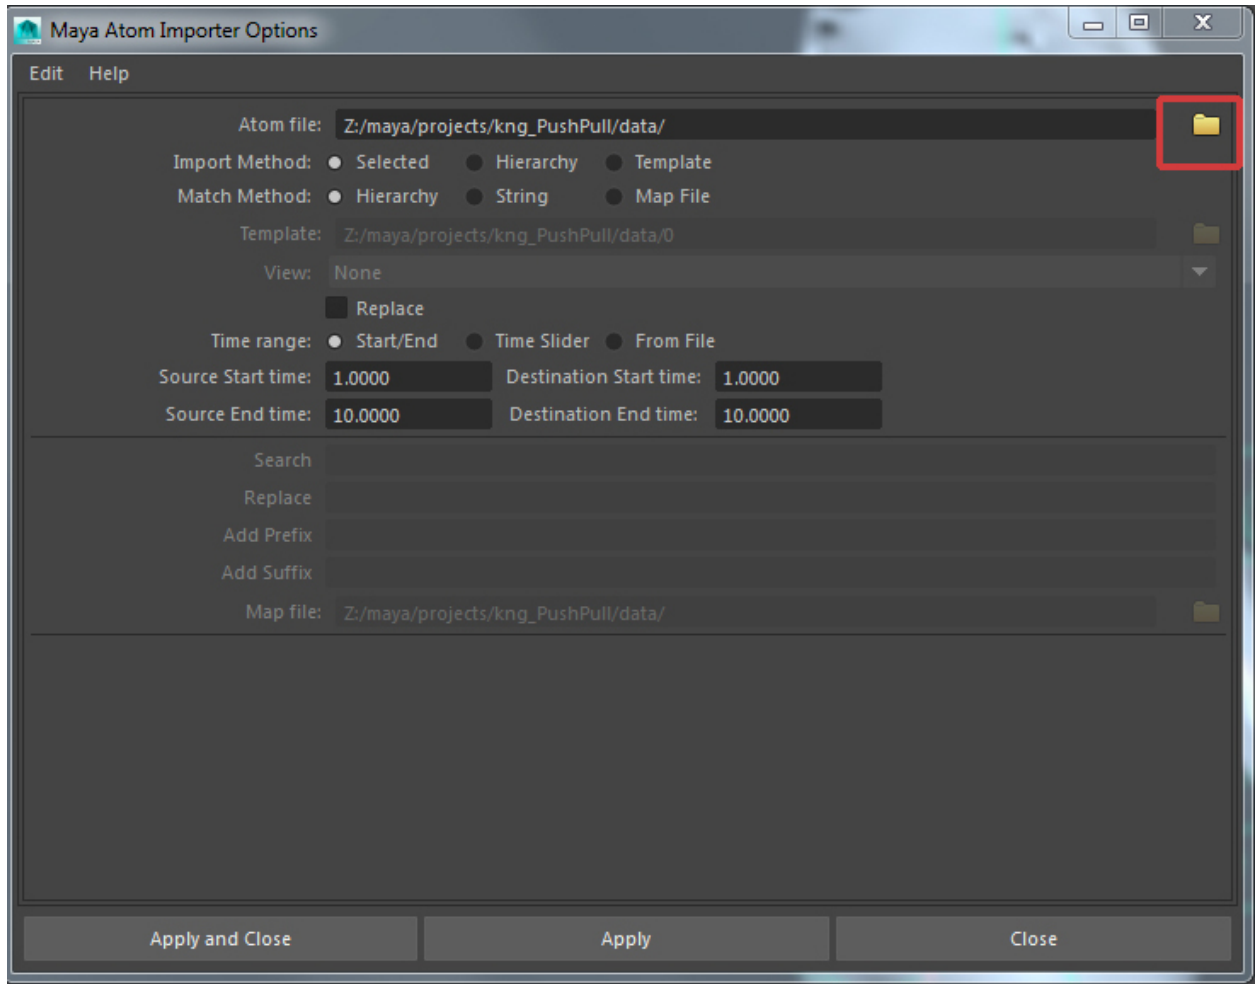 Maya Atom Importer Options
Edit Help
Atom file: Z:/maya/projects/kng_PushPull/data/
Import Method: Selected Hierarchy Template
Match Method: Hierarchy String Map File
Template: Z:/maya/projects/kng_PushPull/data/0
View: None
Replace
Time range: Start/End Time Slider From File
Source Start time: 1.0000 Destination Start time: 1.0000
Source End time: 10.0000 Destination End time: 10.0000
Search
Replace
Add Prefix
Add Suffix
Map file: Z:/maya/projects/kng_PushPull/data/
Apply and Close Apply Close